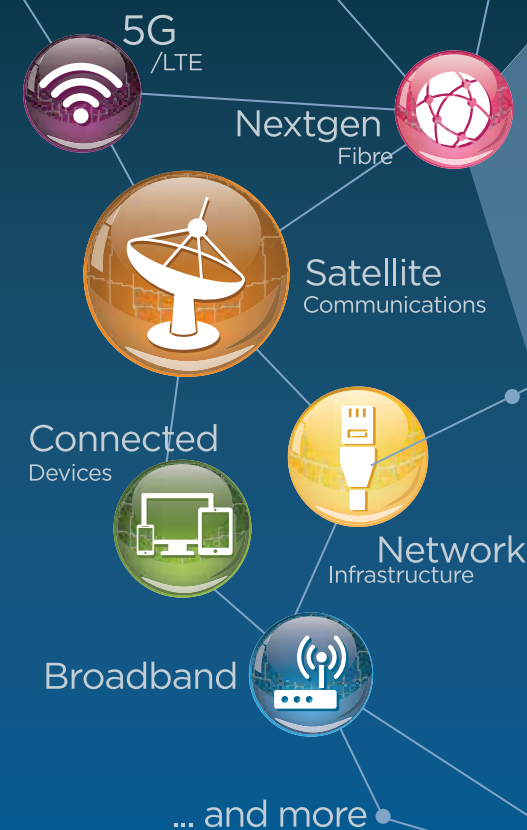 5G
/LTE
Nextgen
Fibre
Satellite
Communications
Connected
Devices
Network
Infrastructure
Broadband
... and more